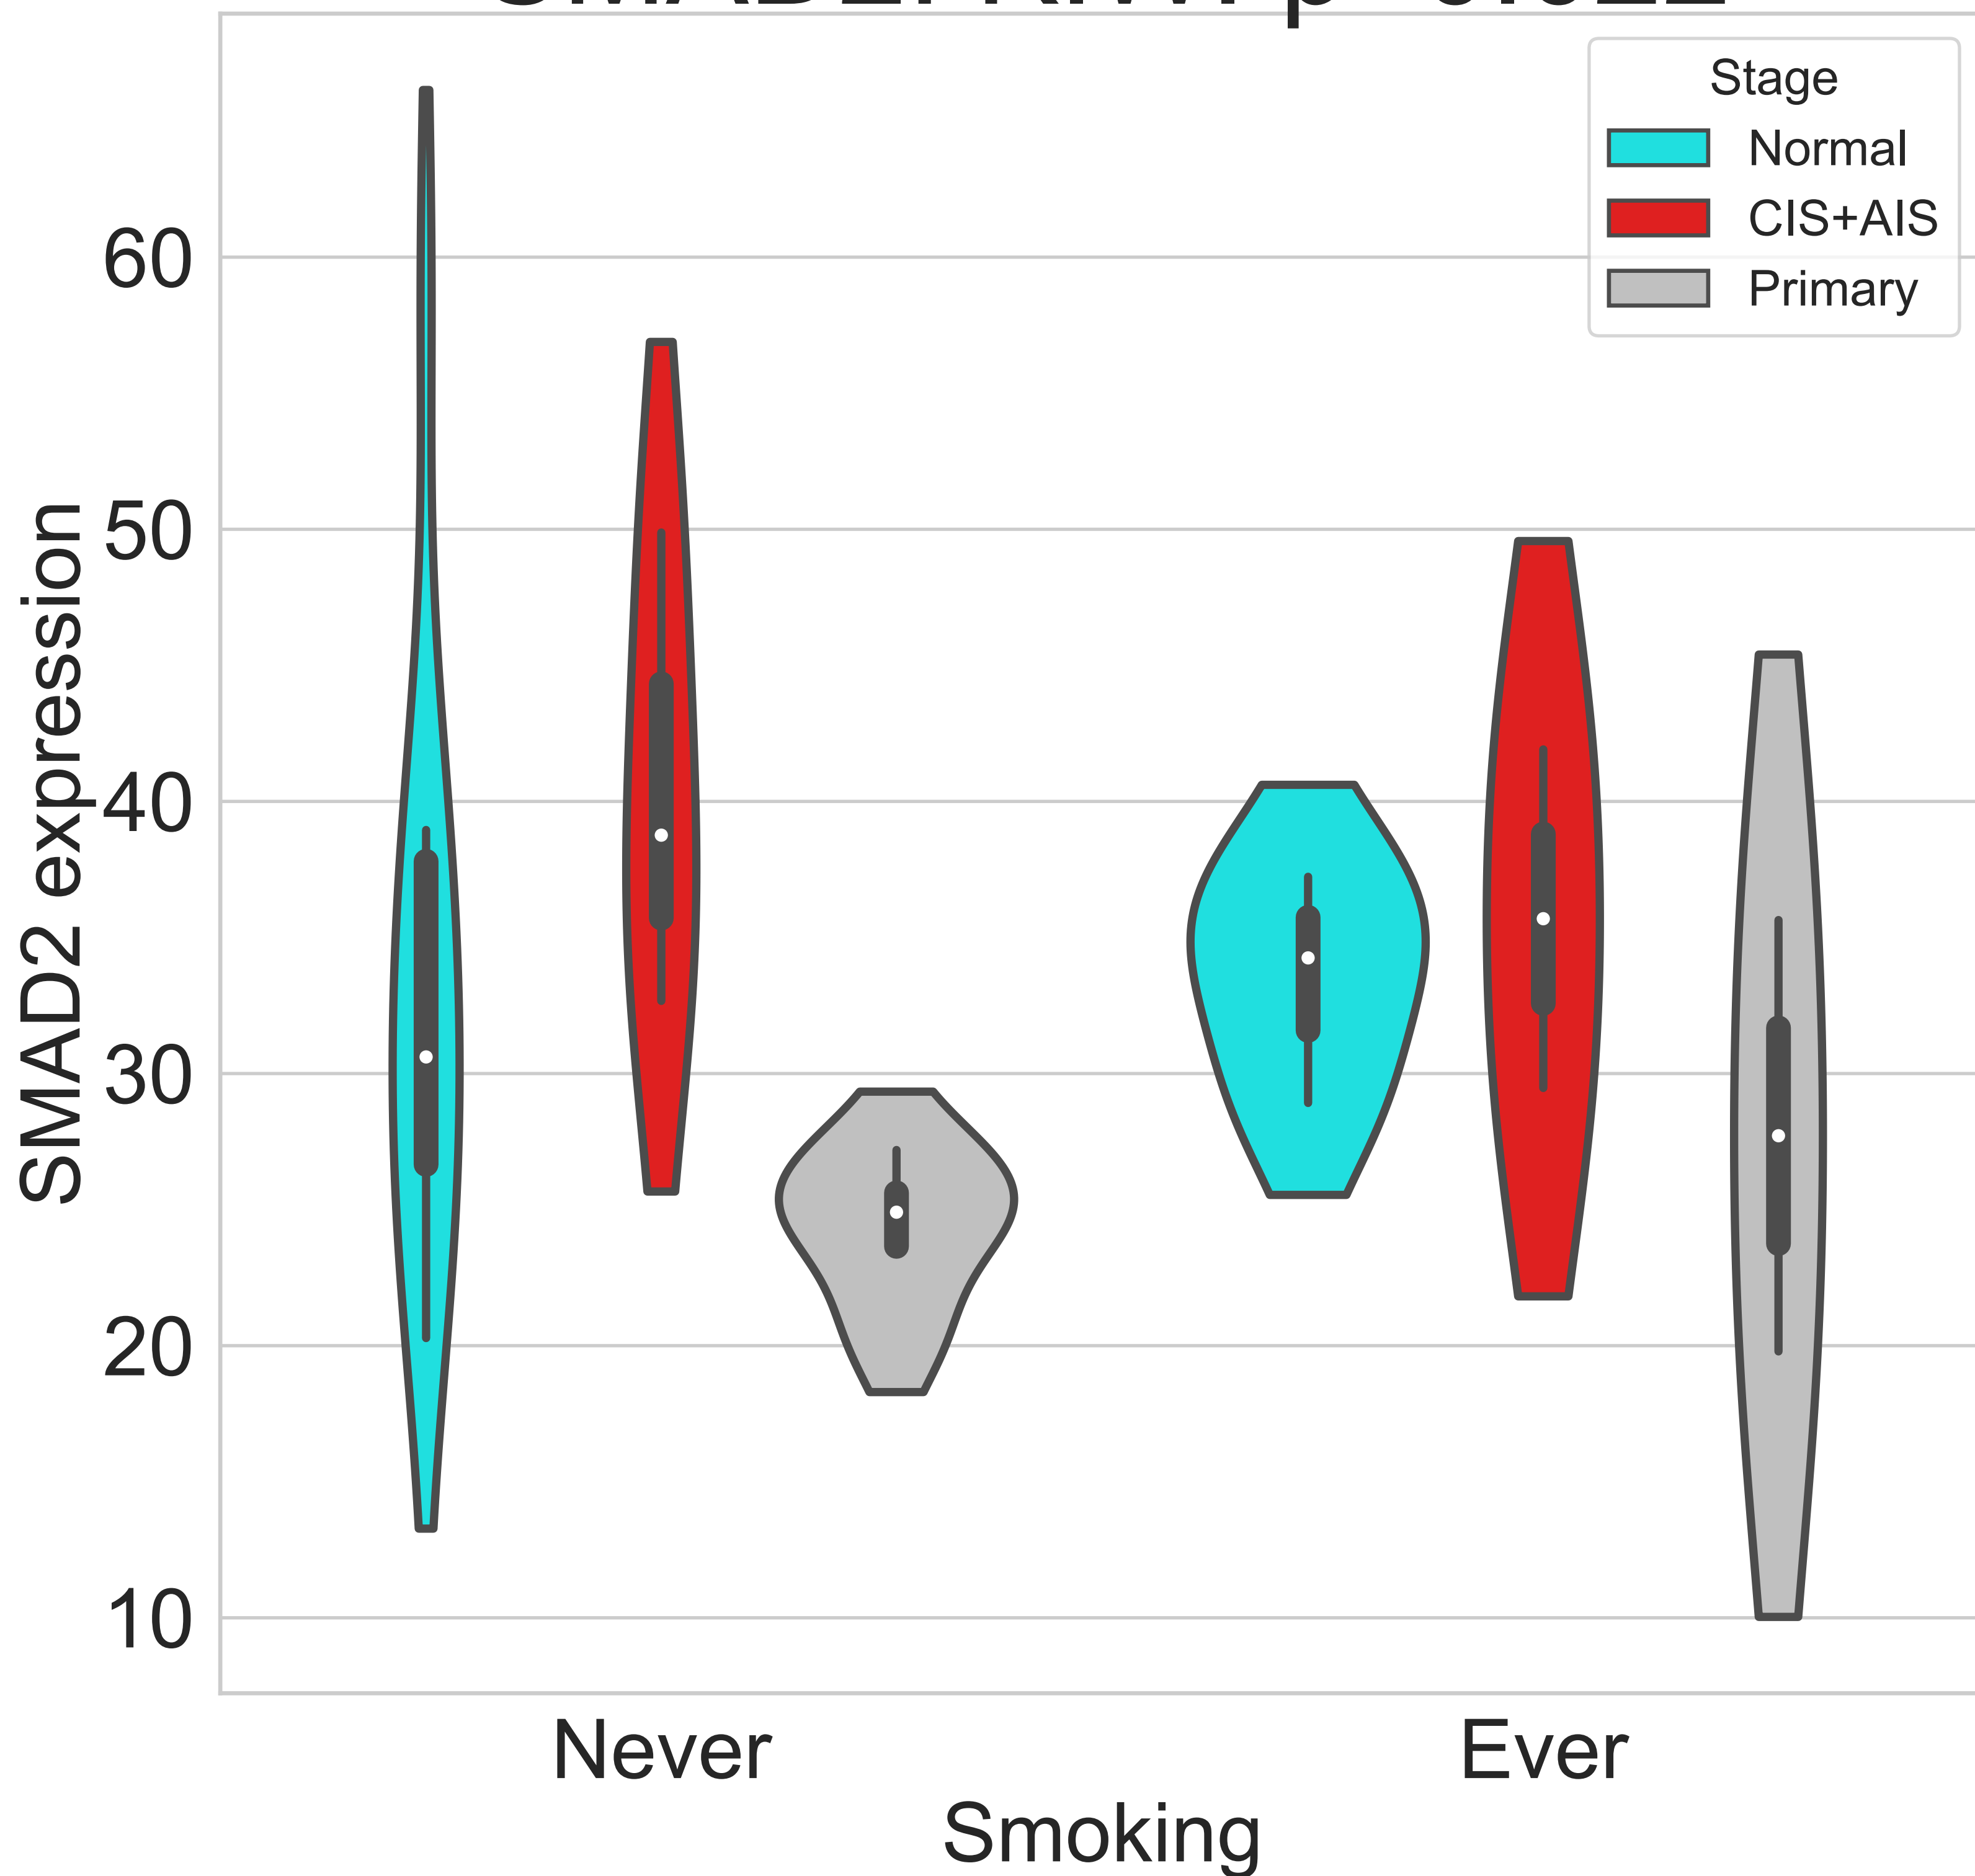 Stage
Normal
CIS+AIS
Primary
60
50
40
30
20
10
SMAD2 expression
Never
Ever
Smoking